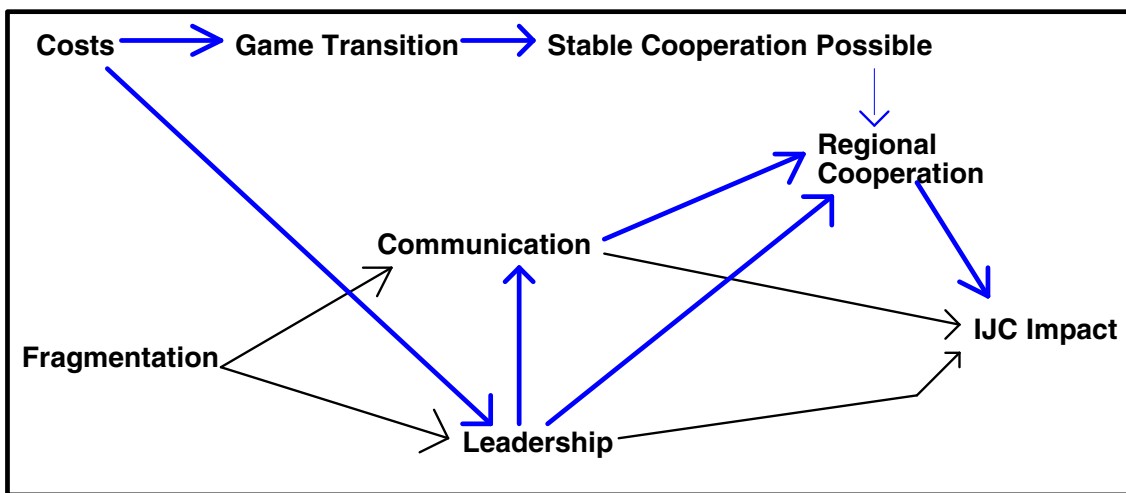 Costs
Game Transition
Stable Cooperation Possible
Regional
Cooperation
Communication
IJC Impact
Fragmentation
Leadership